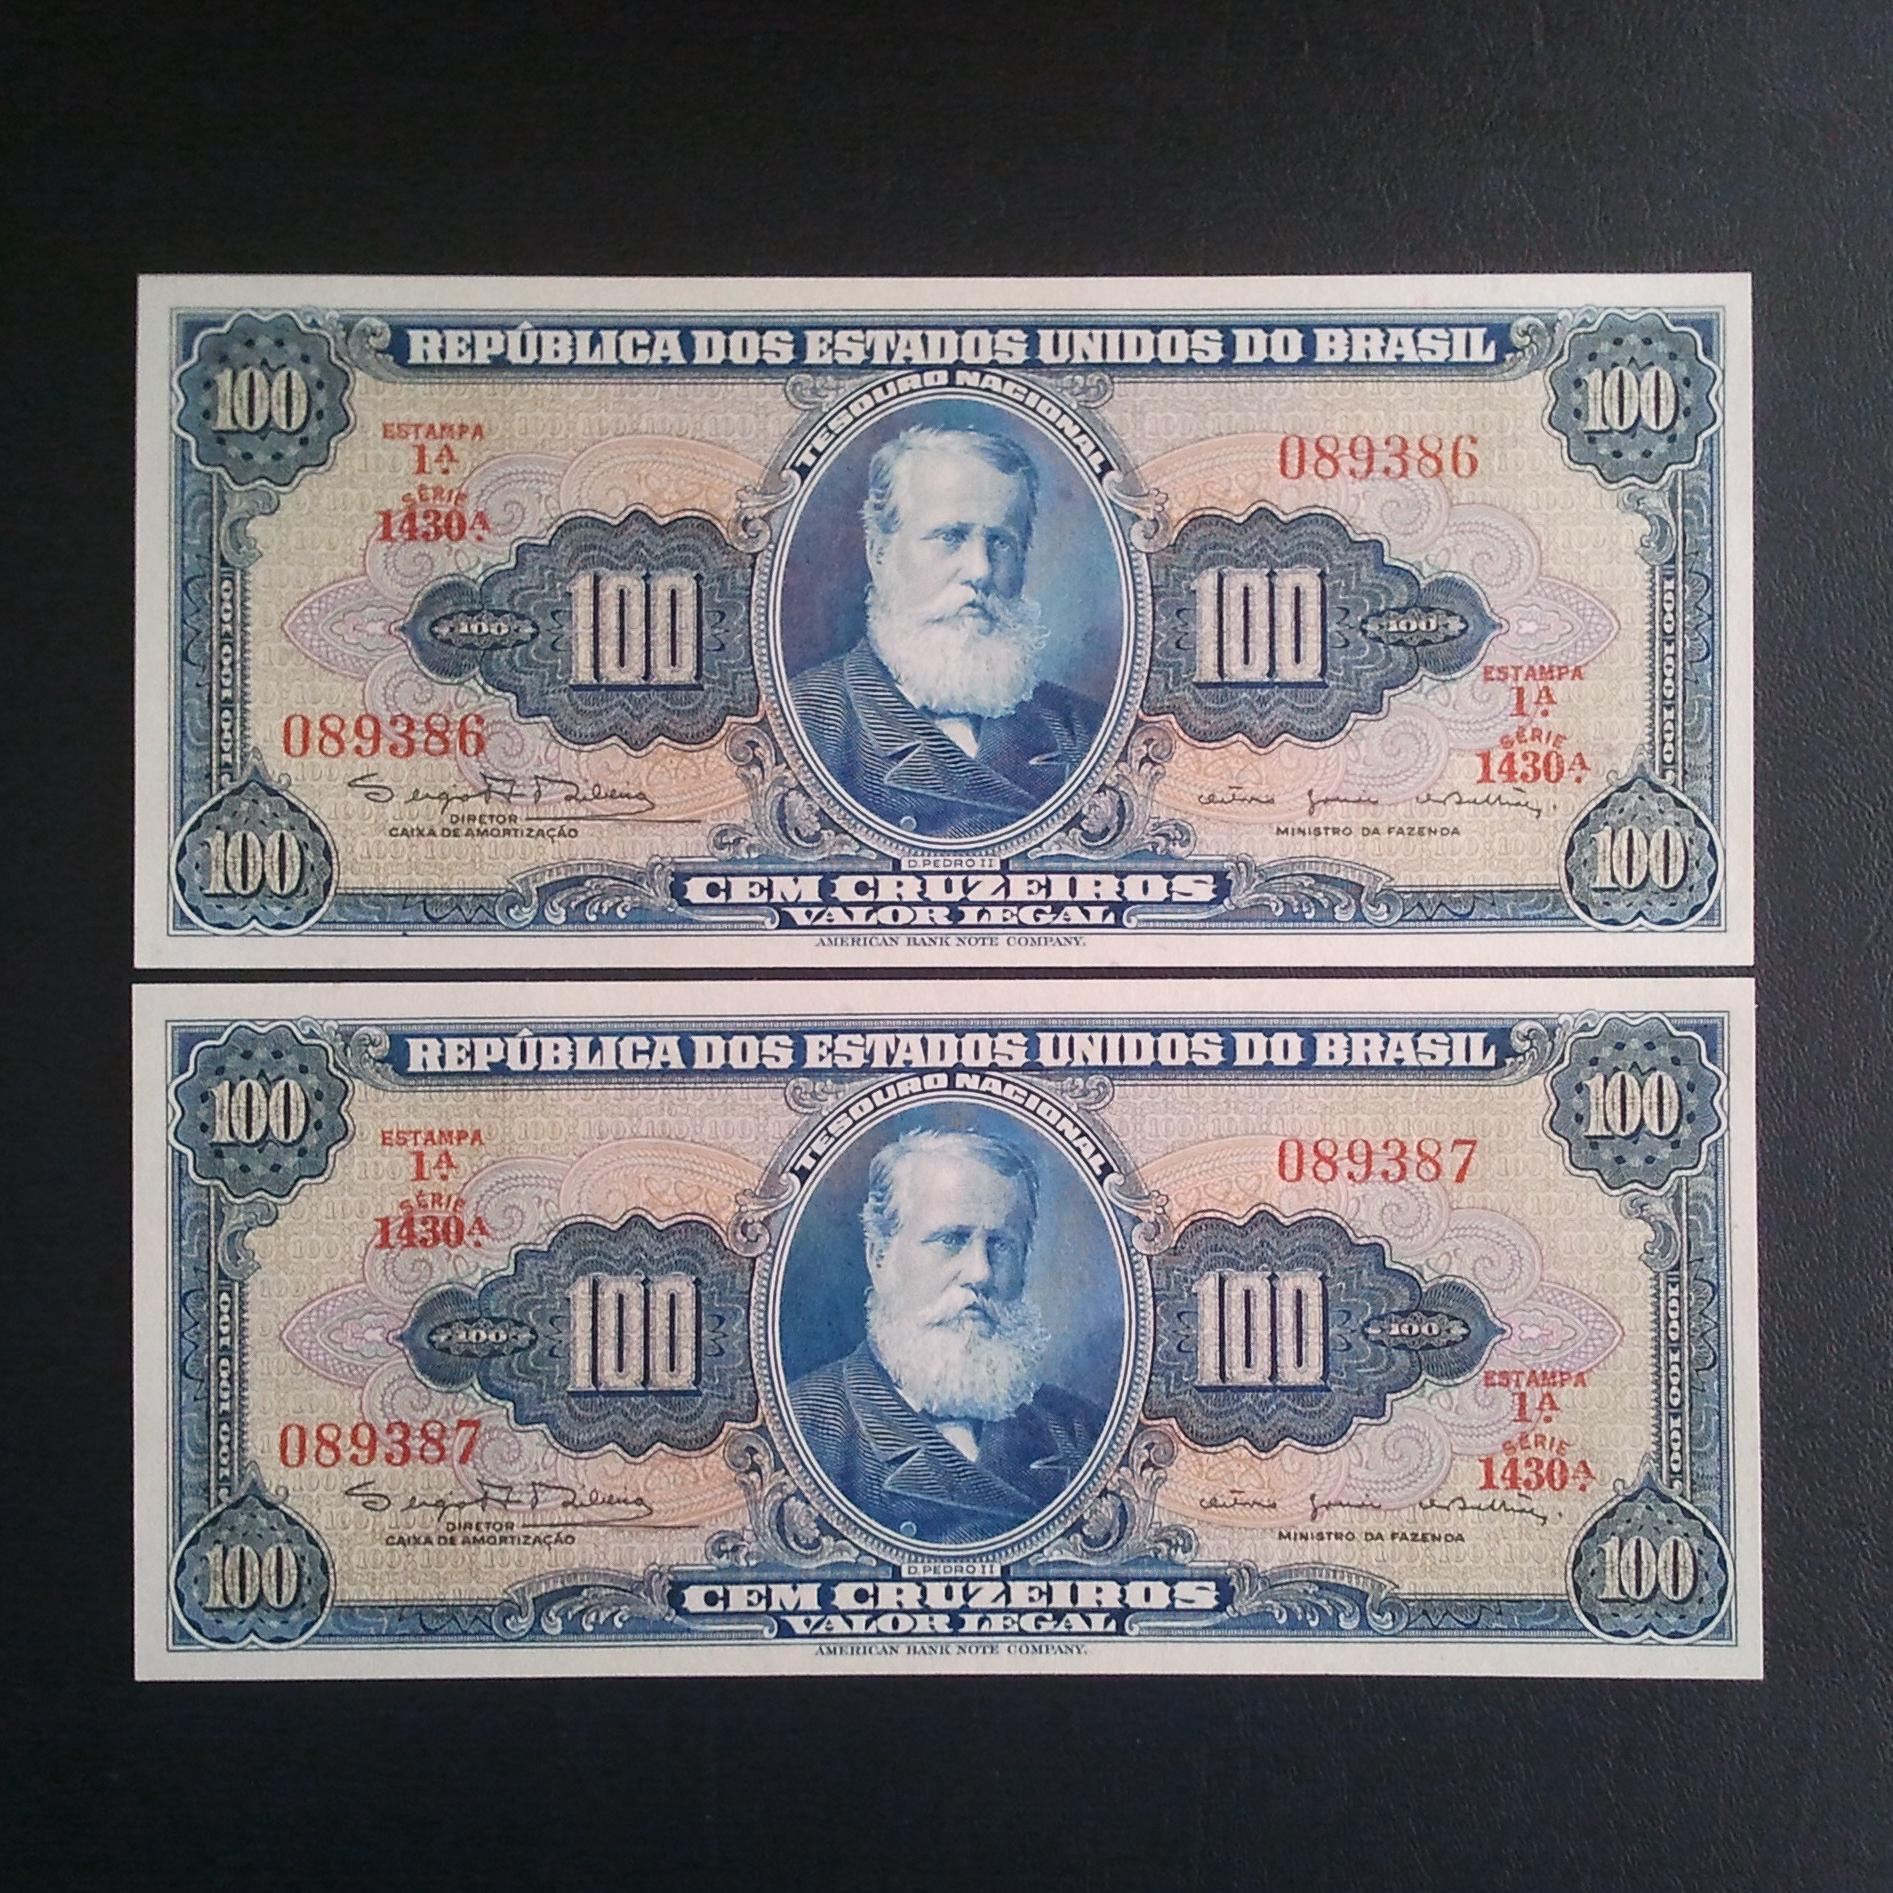 REPÚBLICA DOS ESTADOS UNIDOS DO BRASIL
TESOURO NACIONAL
100 100
ESTAMPA
1ª
SÉRIE
1430ª
089386
100 100 100 100
ESTAMPA
1ª
SÉRIE
1430ª
089386
DIRETOR
CAIXA DE AMORTIZAÇÃO
MINISTRO DA FAZENDA
100 100
D. PEDRO II
CEM CRUZEIROS
VALOR LEGAL
AMERICAN BANK NOTE COMPANY.
REPÚBLICA DOS ESTADOS UNIDOS DO BRASIL
TESOURO NACIONAL
100 100
ESTAMPA
1ª
SÉRIE
1430ª
089387
100 100 100 100
ESTAMPA
1ª
SÉRIE
1430ª
089387
DIRETOR
CAIXA DE AMORTIZAÇÃO
MINISTRO DA FAZENDA
100 100
D. PEDRO II
CEM CRUZEIROS
VALOR LEGAL
AMERICAN BANK NOTE COMPANY.